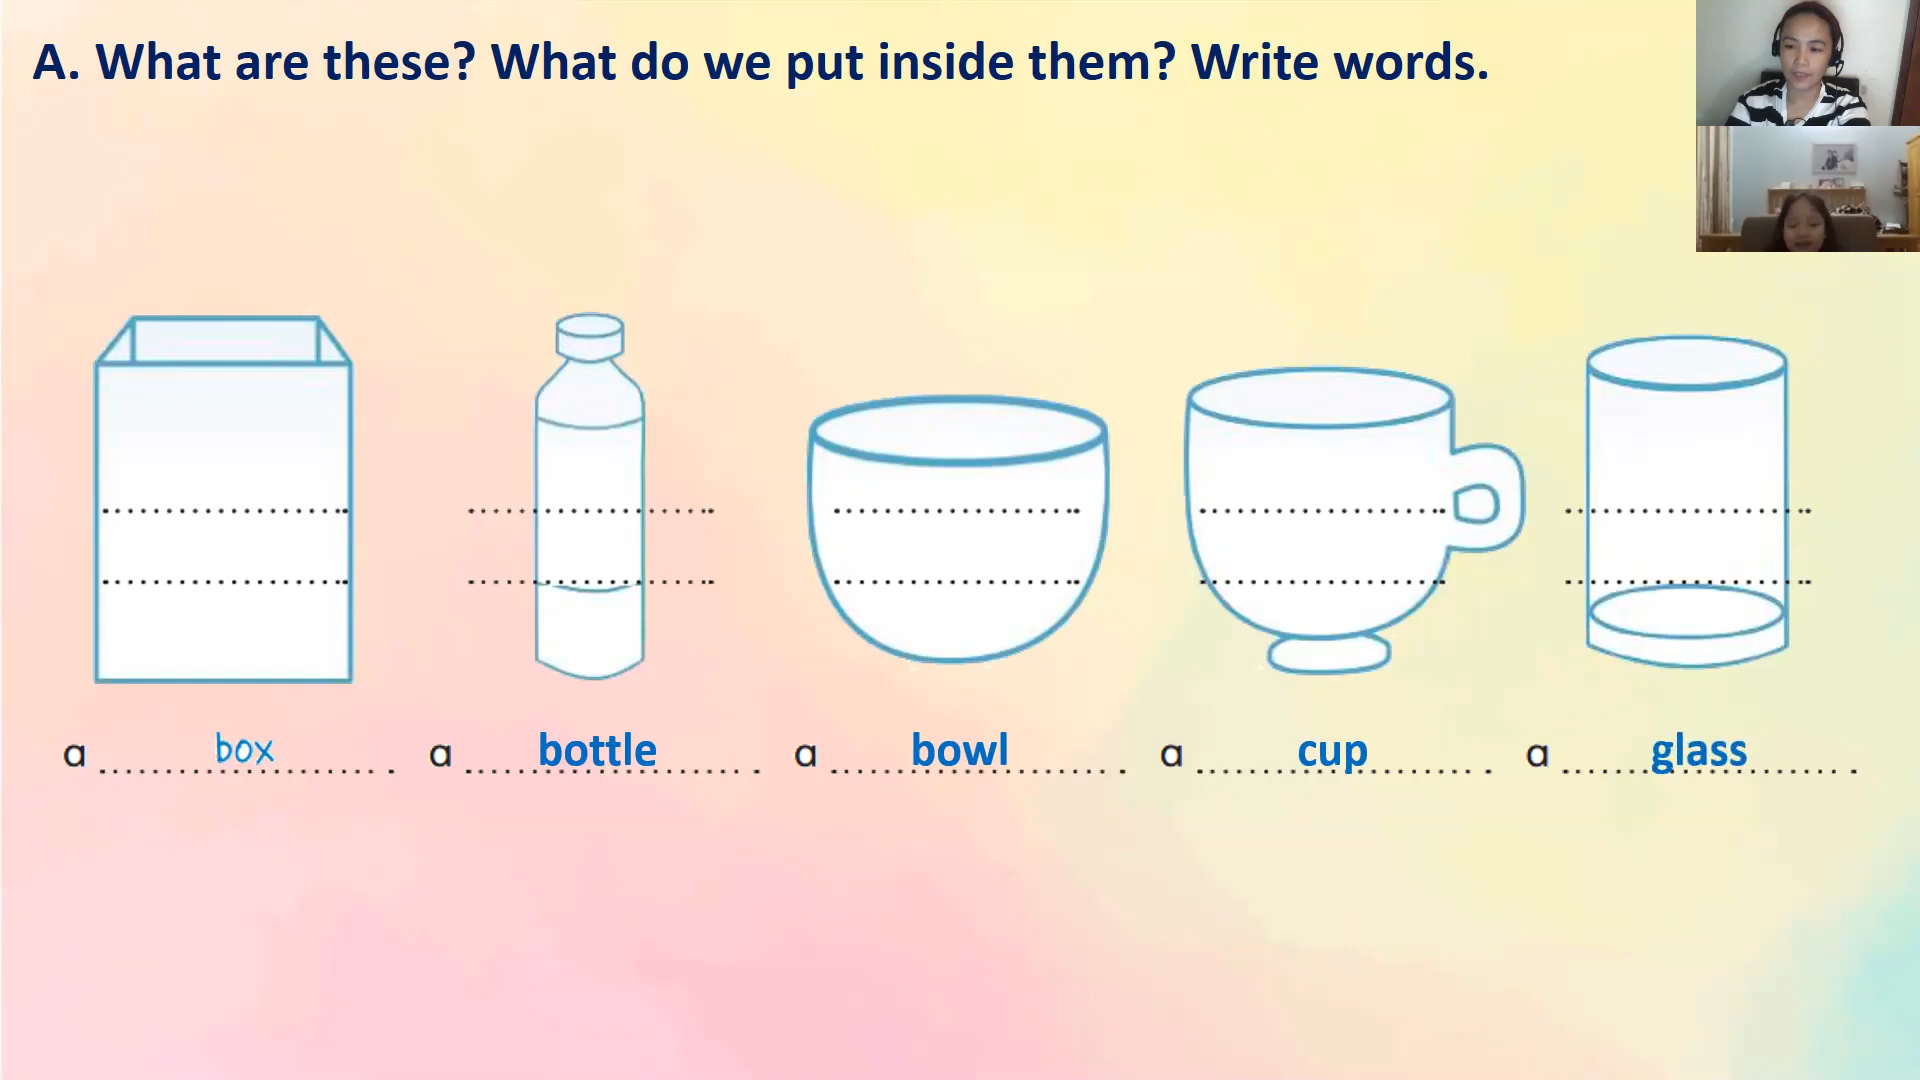 A. What are these? What do we put inside them? Write words.
a box . a bottle . a bowl . a cup . a glass .